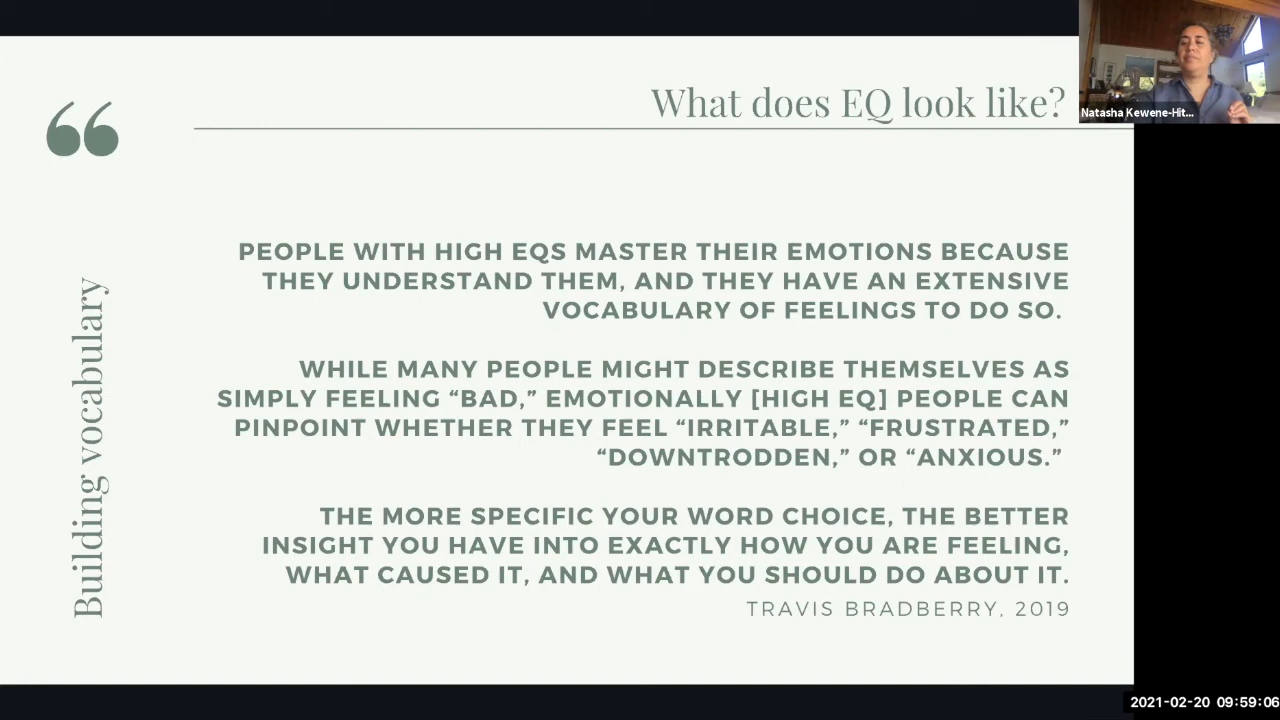 What does EQ look like?
Natasha Kewene-Hit...
“
PEOPLE WITH HIGH EQS MASTER THEIR EMOTIONS BECAUSE
THEY UNDERSTAND THEM, AND THEY HAVE AN EXTENSIVE
VOCABULARY OF FEELINGS TO DO SO.
WHILE MANY PEOPLE MIGHT DESCRIBE THEMSELVES AS
SIMPLY FEELING “BAD,” EMOTIONALLY [HIGH EQ] PEOPLE CAN
PINPOINT WHETHER THEY FEEL “IRRITABLE,” “FRUSTRATED,”
“DOWNTRODDEN,” OR “ANXIOUS.”
THE MORE SPECIFIC YOUR WORD CHOICE, THE BETTER
INSIGHT YOU HAVE INTO EXACTLY HOW YOU ARE FEELING,
WHAT CAUSED IT, AND WHAT YOU SHOULD DO ABOUT IT.
TRAVIS BRADBERRY, 2019
Building vocabulary
2021-02-20 09:59:06